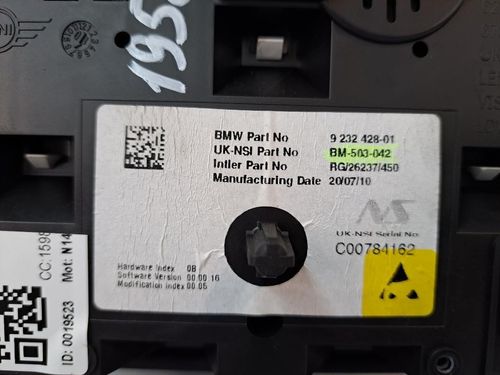 BMW Part No 9 232 428-01
UK-NSI Part No BM-503-042
Intler Part No RG/26237/450
Manufacturing Date 20/07/10
UK-NSI Serial No
C00784162
Hardware Index 08
Software Version 00.00.16
Modification index 00.05
CC:1598
Mot: N14
ID: 0019523